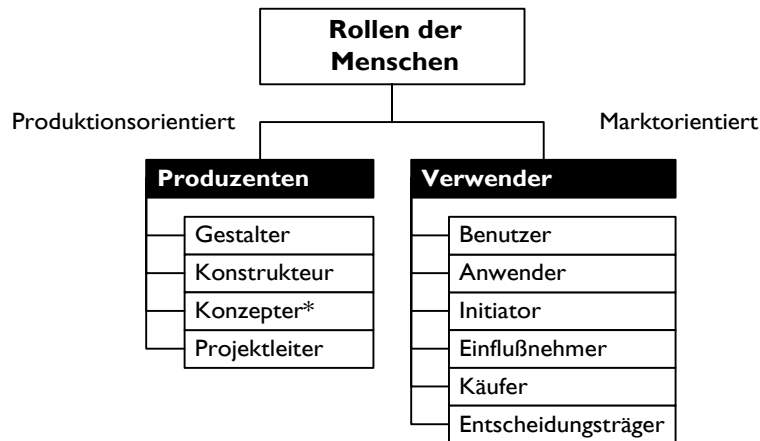 Rollen der
Menschen
Produktionsorientiert
Marktorientiert
Produzenten
Gestalter
Konstrukteur
Konzepter*
Projektleiter
Verwender
Benutzer
Anwender
Initiator
Einflußnehmer
Käufer
Entscheidungsträger